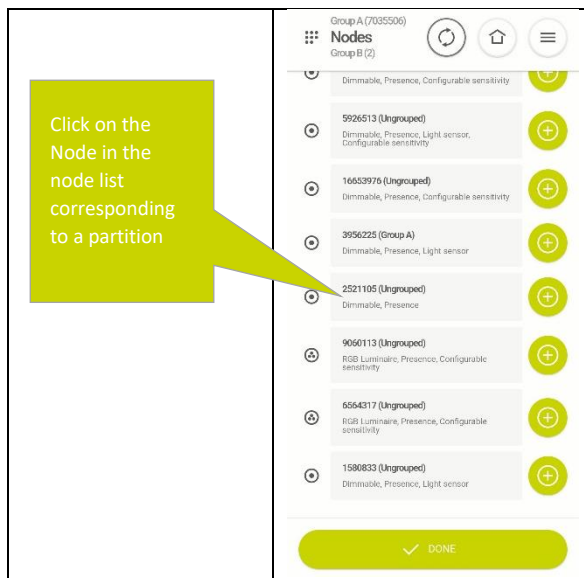 Click on the
Node in the
node list
corresponding
to a partition
Group A (7035506)
Nodes
Group B (2)
Dimmable, Presence, Configurable sensitivity
5926513 (Ungrouped)
Dimmable, Presence, Light sensor,
Configurable sensitivity
16653976 (Ungrouped)
Dimmable, Presence, Configurable sensitivity
3956225 (Group A)
Dimmable, Presence, Light sensor
2521105 (Ungrouped)
Dimmable, Presence
9060113 (Ungrouped)
RGB Luminaire, Presence, Configurable
sensitivity
6564317 (Ungrouped)
RGB Luminaire, Presence, Configurable
sensitivity
1580833 (Ungrouped)
Dimmable, Presence, Light sensor
DONE